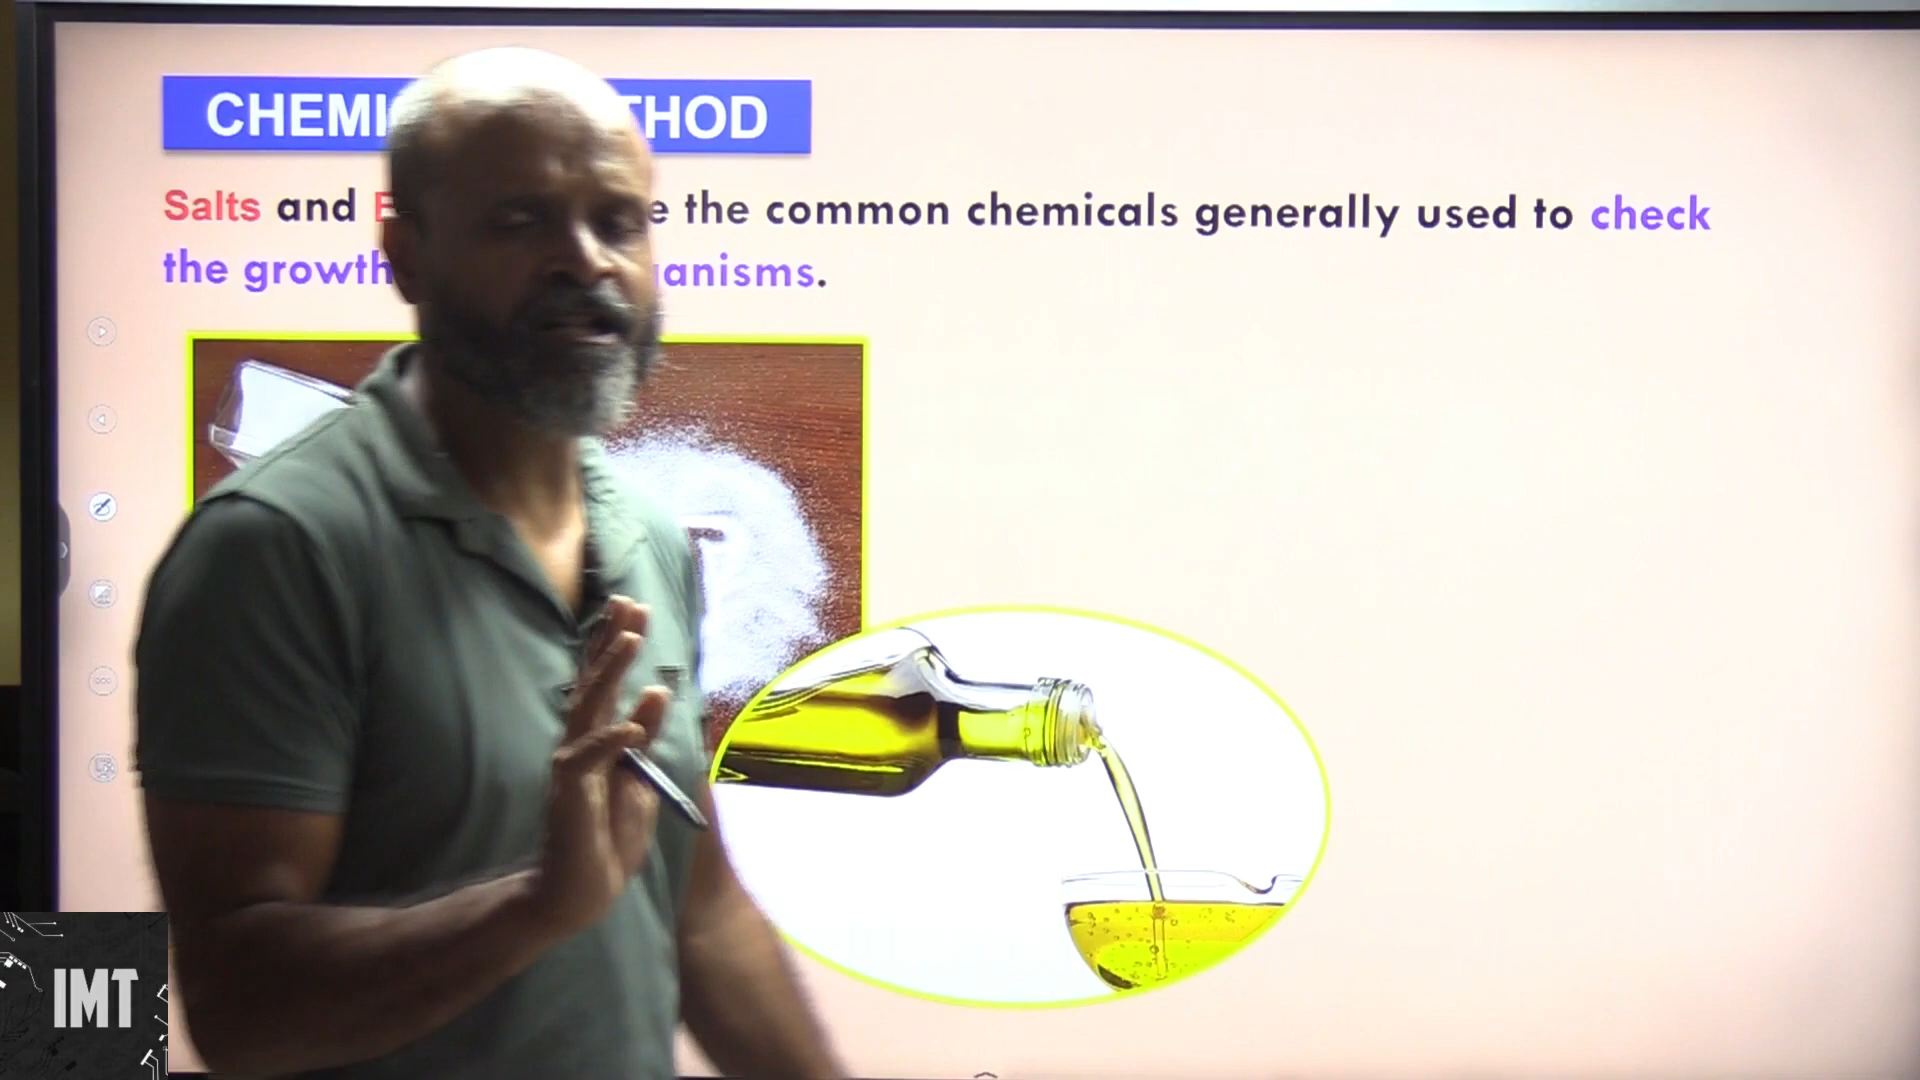 CHEMI THOD
Salts and E e the common chemicals generally used to check
the growth anisms.
IMT